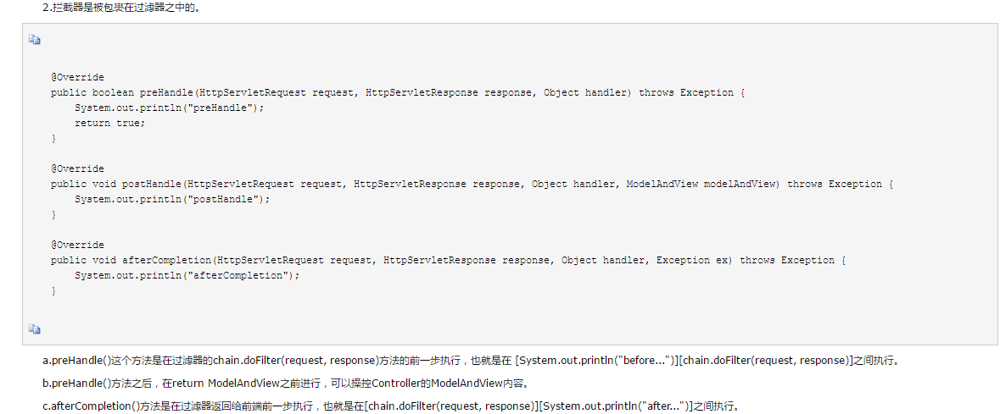 2.拦截器是被包裹在过滤器之中的。
@Override
public boolean preHandle(HttpServletRequest request, HttpServletResponse response, Object handler) throws Exception {
System.out.println("preHandle");
return true;
}
@Override
public void postHandle(HttpServletRequest request, HttpServletResponse response, Object handler, ModelAndView modelAndView) throws Exception {
System.out.println("postHandle");
}
@Override
public void afterCompletion(HttpServletRequest request, HttpServletResponse response, Object handler, Exception ex) throws Exception {
System.out.println("afterCompletion");
}
a.preHandle()这个方法是在过滤器的chain.doFilter(request, response)方法的前一步执行，也就是在 [System.out.println("before...")][chain.doFilter(request, response)]之间执行。
b.preHandle()方法之后，在return ModelAndView之前进行，可以操控Controller的ModelAndView内容。
c.afterCompletion()方法是在过滤器返回给前端前一步执行，也就是在[chain.doFilter(request, response)][System.out.println("after...")]之间执行。